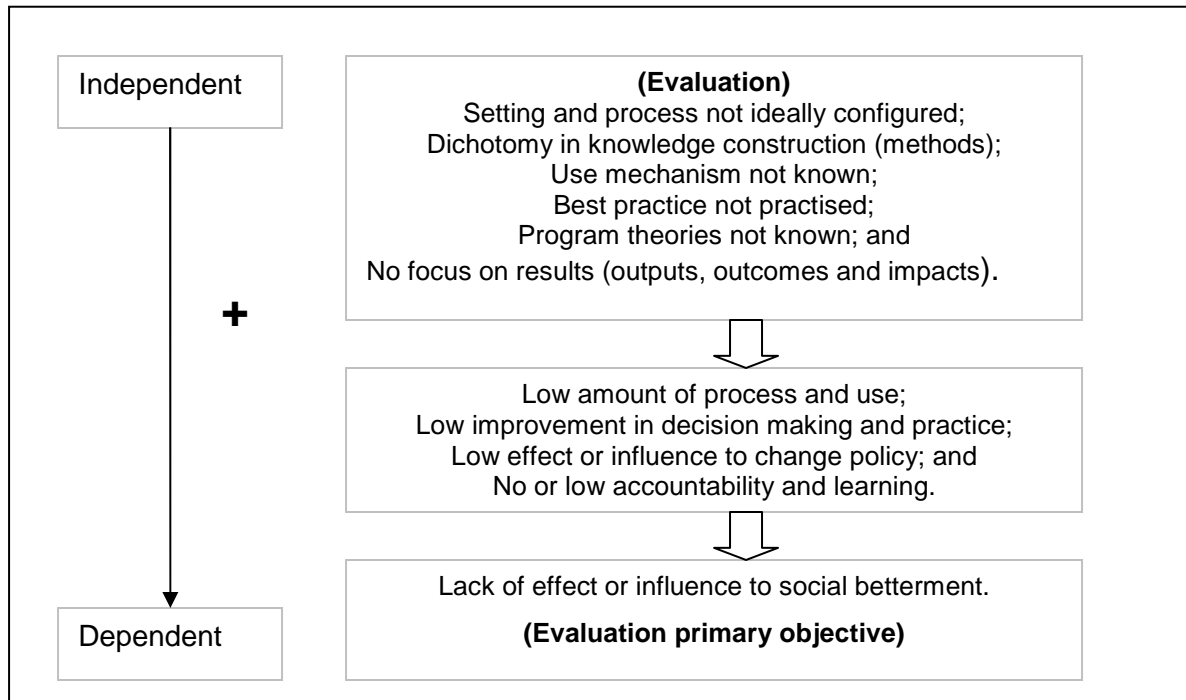 Independent
(Evaluation)
Setting and process not ideally configured;
Dichotomy in knowledge construction (methods);
Use mechanism not known;
Best practice not practised;
Program theories not known; and
No focus on results (outputs, outcomes and impacts).
+
Low amount of process and use;
Low improvement in decision making and practice;
Low effect or influence to change policy; and
No or low accountability and learning.
Lack of effect or influence to social betterment.
(Evaluation primary objective)
Dependent